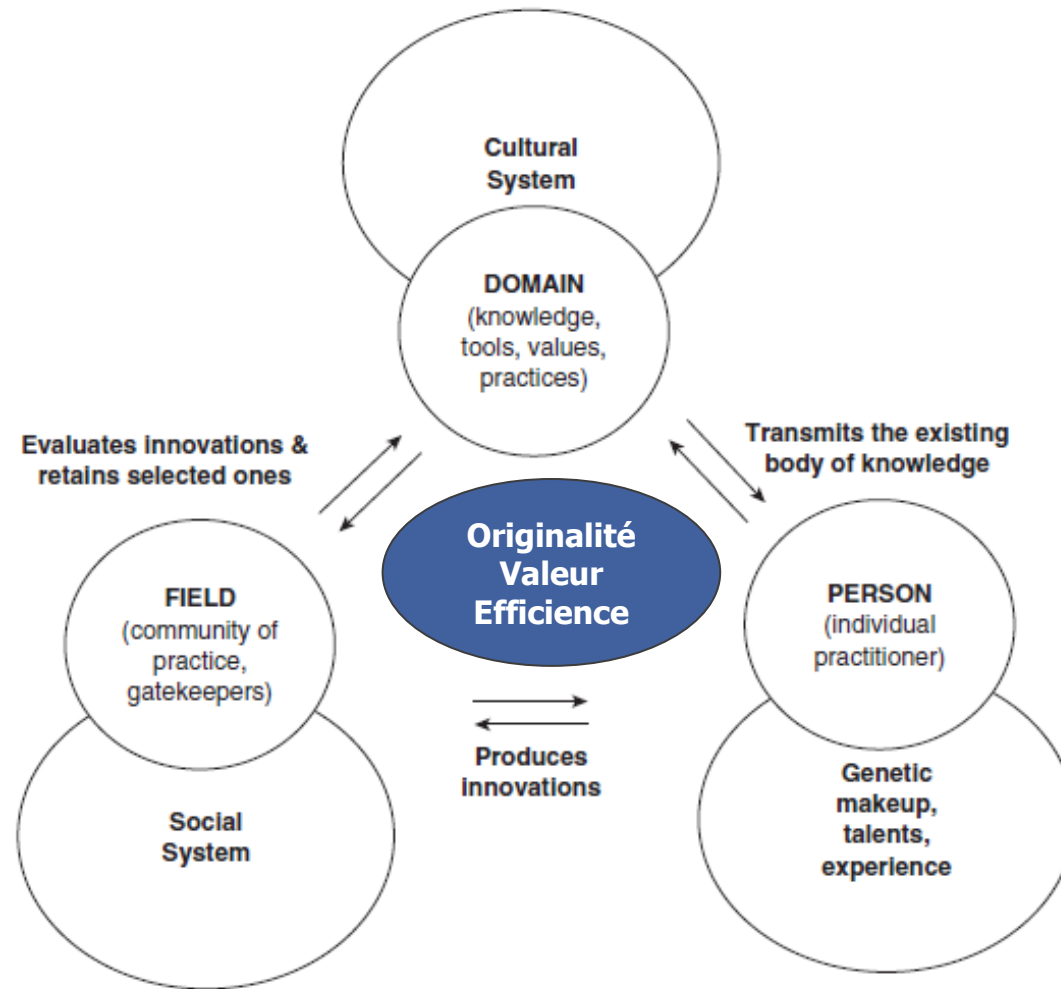 Cultural
System
DOMAIN
(knowledge,
tools, values,
practices)
Evaluates innovations &
retains selected ones
Transmits the existing
body of knowledge
Originalité
Valeur
Efficience
FIELD
(community of
practice,
gatekeepers)
PERSON
(individual
practitioner)
Produces
innovations
Social
System
Genetic
makeup,
talents,
experience